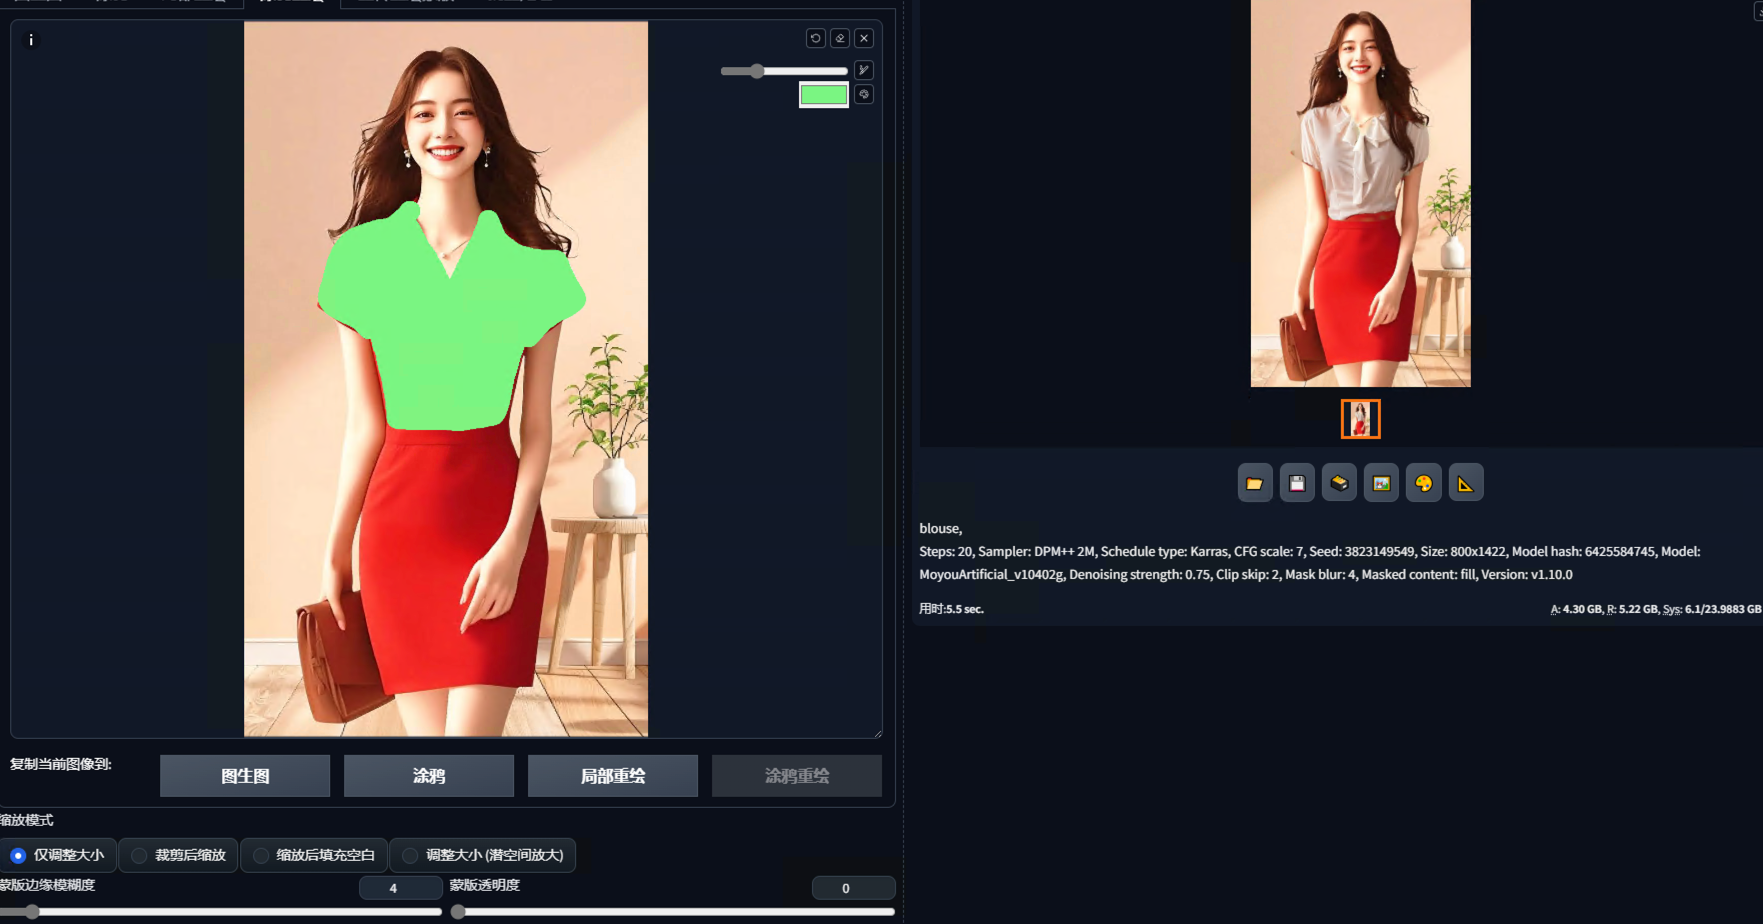 i
复制当前图像到:
图生图
涂鸦
局部重绘
涂鸦重绘
缩放模式
仅调整大小
裁剪后缩放
缩放后填充空白
调整大小 (潜空间放大)
蒙版边缘模糊度
4
蒙版透明度
0
blouse,
Steps: 20, Sampler: DPM++ 2M, Schedule type: Karras, CFG scale: 7, Seed: 3823149549, Size: 800x1422, Model hash: 6425584745, Model:
MoyouArtificial_v10402g, Denoising strength: 0.75, Clip skip: 2, Mask blur: 4, Masked content: fill, Version: v1.10.0
用时:5.5 sec.
A: 4.30 GB, R: 5.22 GB, Sys: 6.1/23.9883 GB